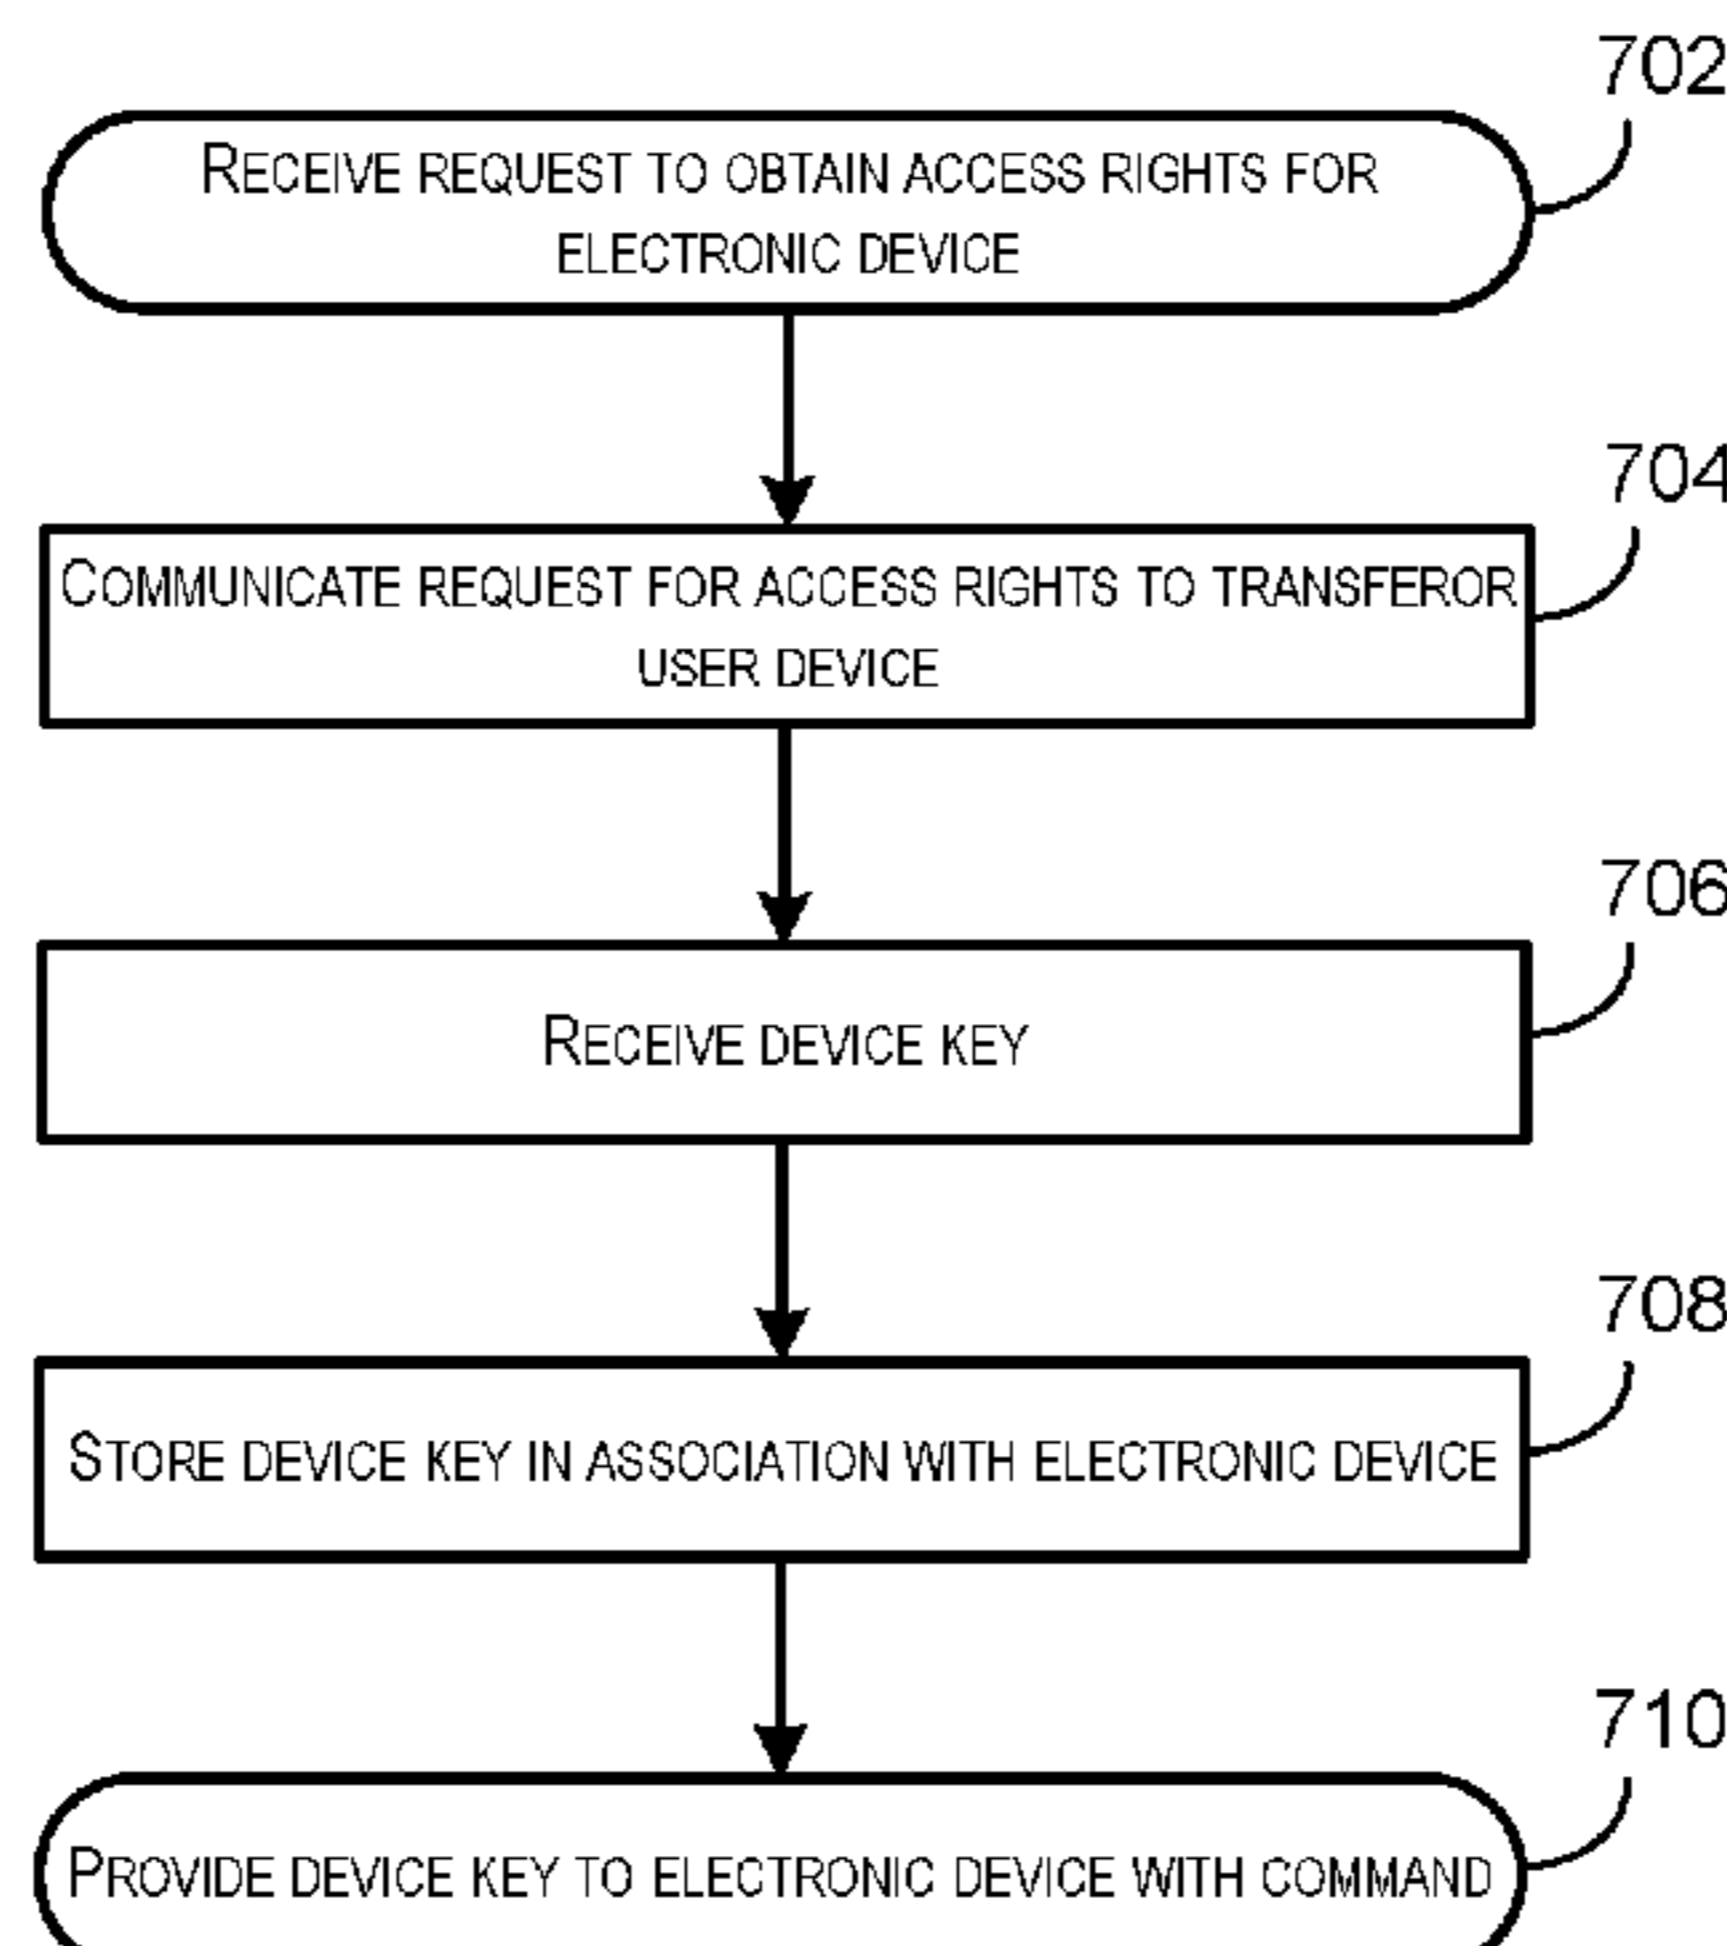 702
RECEIVE REQUEST TO OBTAIN ACCESS RIGHTS FOR
ELECTRONIC DEVICE
704
COMMUNICATE REQUEST FOR ACCESS RIGHTS TO TRANSFEROR
USER DEVICE
706
RECEIVE DEVICE KEY
708
STORE DEVICE KEY IN ASSOCIATION WITH ELECTRONIC DEVICE
710
PROVIDE DEVICE KEY TO ELECTRONIC DEVICE WITH COMMAND